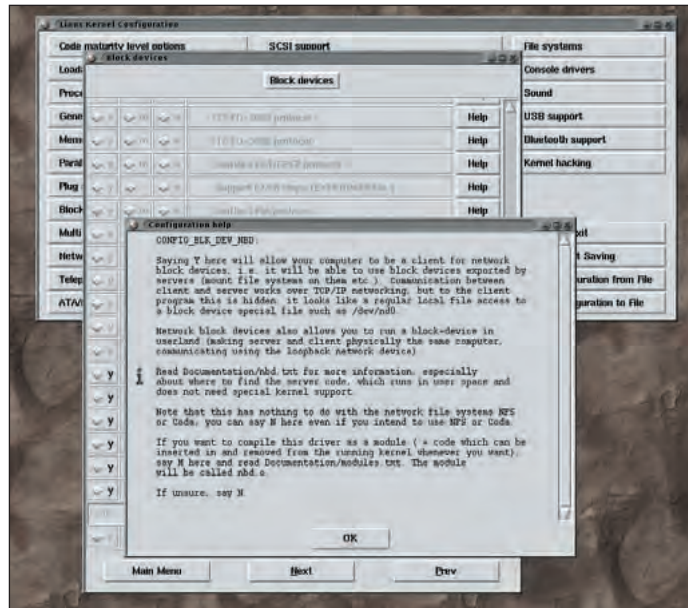 Linux Kernel Configuration
Code maturity level options
SCSI support
File systems
Block devices
Block devices
Console drivers
Sound
USB support
Bluetooth support
Kernel hacking
Help
Help
Help
Help
Help
Configuration help
CONFIG_BLK_DEV_NBD:
Saying Y here will allow your computer to be a client for network
block devices, i.e. it will be able to use block devices exported by
servers (mount file systems on them etc.). Communication between
client and server works over TCP/IP networking, but to the client
program this is hidden: it looks like a regular local file access to
a block device special file such as /dev/nd0.
Network block devices also allows you to run a block-device in
userland (making server and client physically the same computer,
communicating using the loopback network device).
Read Documentation/nbd.txt for more information, especially
about where to find the server code, which runs in user space and
does not need special kernel support.
Note that this has nothing to do with the network file systems NFS
or Coda; you can say N here even if you intend to use NFS or Coda.
If you want to compile this driver as a module ( = code which can be
inserted in and removed from the running kernel whenever you want),
say M here and read Documentation/modules.txt. The module
will be called nbd.o.
If unsure, say N.
y
y
y
y
y
y
OK
Main Menu
Next
Prev